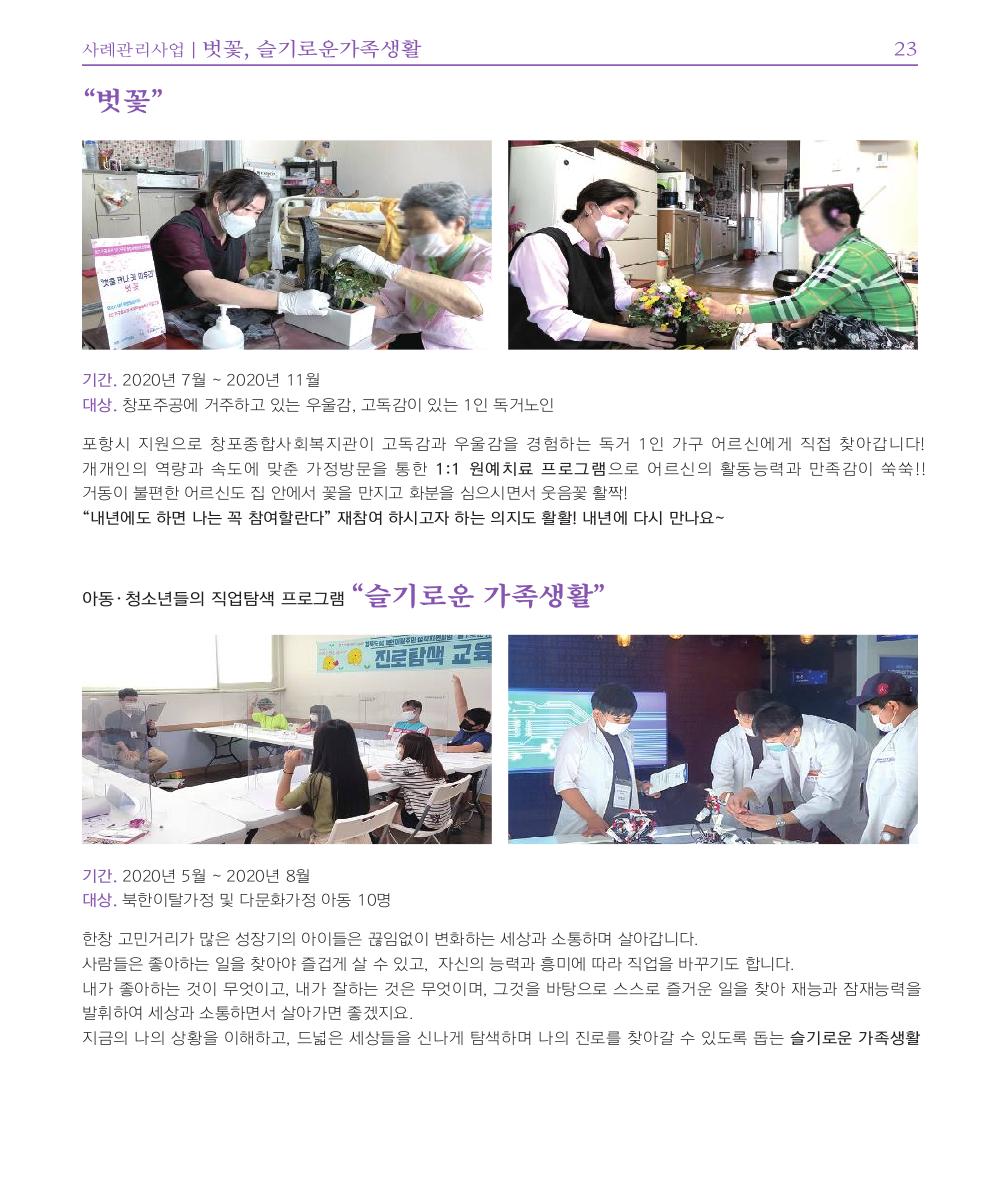 사례관리사업 | 벗꽃, 슬기로운가족생활 23
“벗꽃”
기간. 2020년 7월 ~ 2020년 11월
대상. 창포주공에 거주하고 있는 우울감, 고독감이 있는 1인 독거노인
포항시 지원으로 창포종합사회복지관이 고독감과 우울감을 경험하는 독거 1인 가구 어르신에게 직접 찾아갑니다!
개개인의 역량과 속도에 맞춘 가정방문을 통한 1:1 원예치료 프로그램으로 어르신의 활동능력과 만족감이 쑥쑥!!
거동이 불편한 어르신도 집 안에서 꽃을 만지고 화분을 심으시면서 웃음꽃 활짝!
“내년에도 하면 나는 꼭 참여할란다” 재참여 하시고자 하는 의지도 활활! 내년에 다시 만나요~
아동·청소년들의 직업탐색 프로그램 “슬기로운 가족생활”
진로탐색 교육
기간. 2020년 5월 ~ 2020년 8월
대상. 북한이탈가정 및 다문화가정 아동 10명
한창 고민거리가 많은 성장기의 아이들은 끊임없이 변화하는 세상과 소통하며 살아갑니다.
사람들은 좋아하는 일을 찾아야 즐겁게 살 수 있고, 자신의 능력과 흥미에 따라 직업을 바꾸기도 합니다.
내가 좋아하는 것이 무엇이고, 내가 잘하는 것은 무엇이며, 그것을 바탕으로 스스로 즐거운 일을 찾아 재능과 잠재능력을
발휘하여 세상과 소통하면서 살아가면 좋겠지요.
지금의 나의 상황을 이해하고, 드넓은 세상들을 신나게 탐색하며 나의 진로를 찾아갈 수 있도록 돕는 슬기로운 가족생활